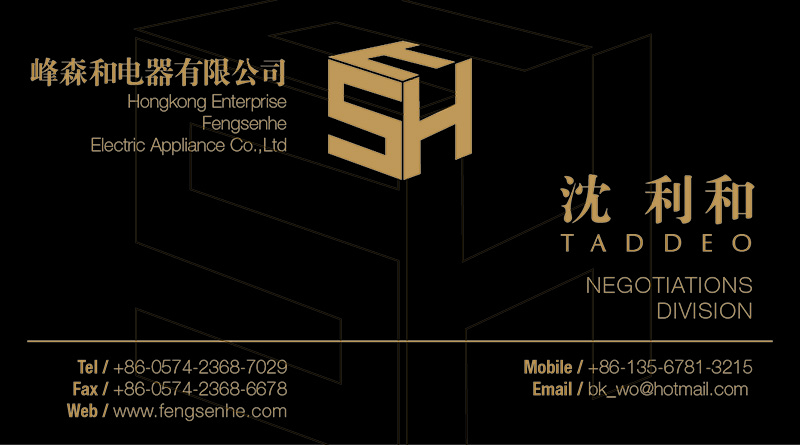 峰森和电器有限公司
Hongkong Enterprise
Fengsenhe
Electric Appliance Co.,Ltd
FSH
沈 利和
TADDEO
NEGOTIATIONS
DIVISION
Tel / +86-0574-2368-7029
Fax / +86-0574-2368-6678
Web / www.fengsenhe.com
Mobile / +86-135-6781-3215
Email / bk_wo@hotmail.com